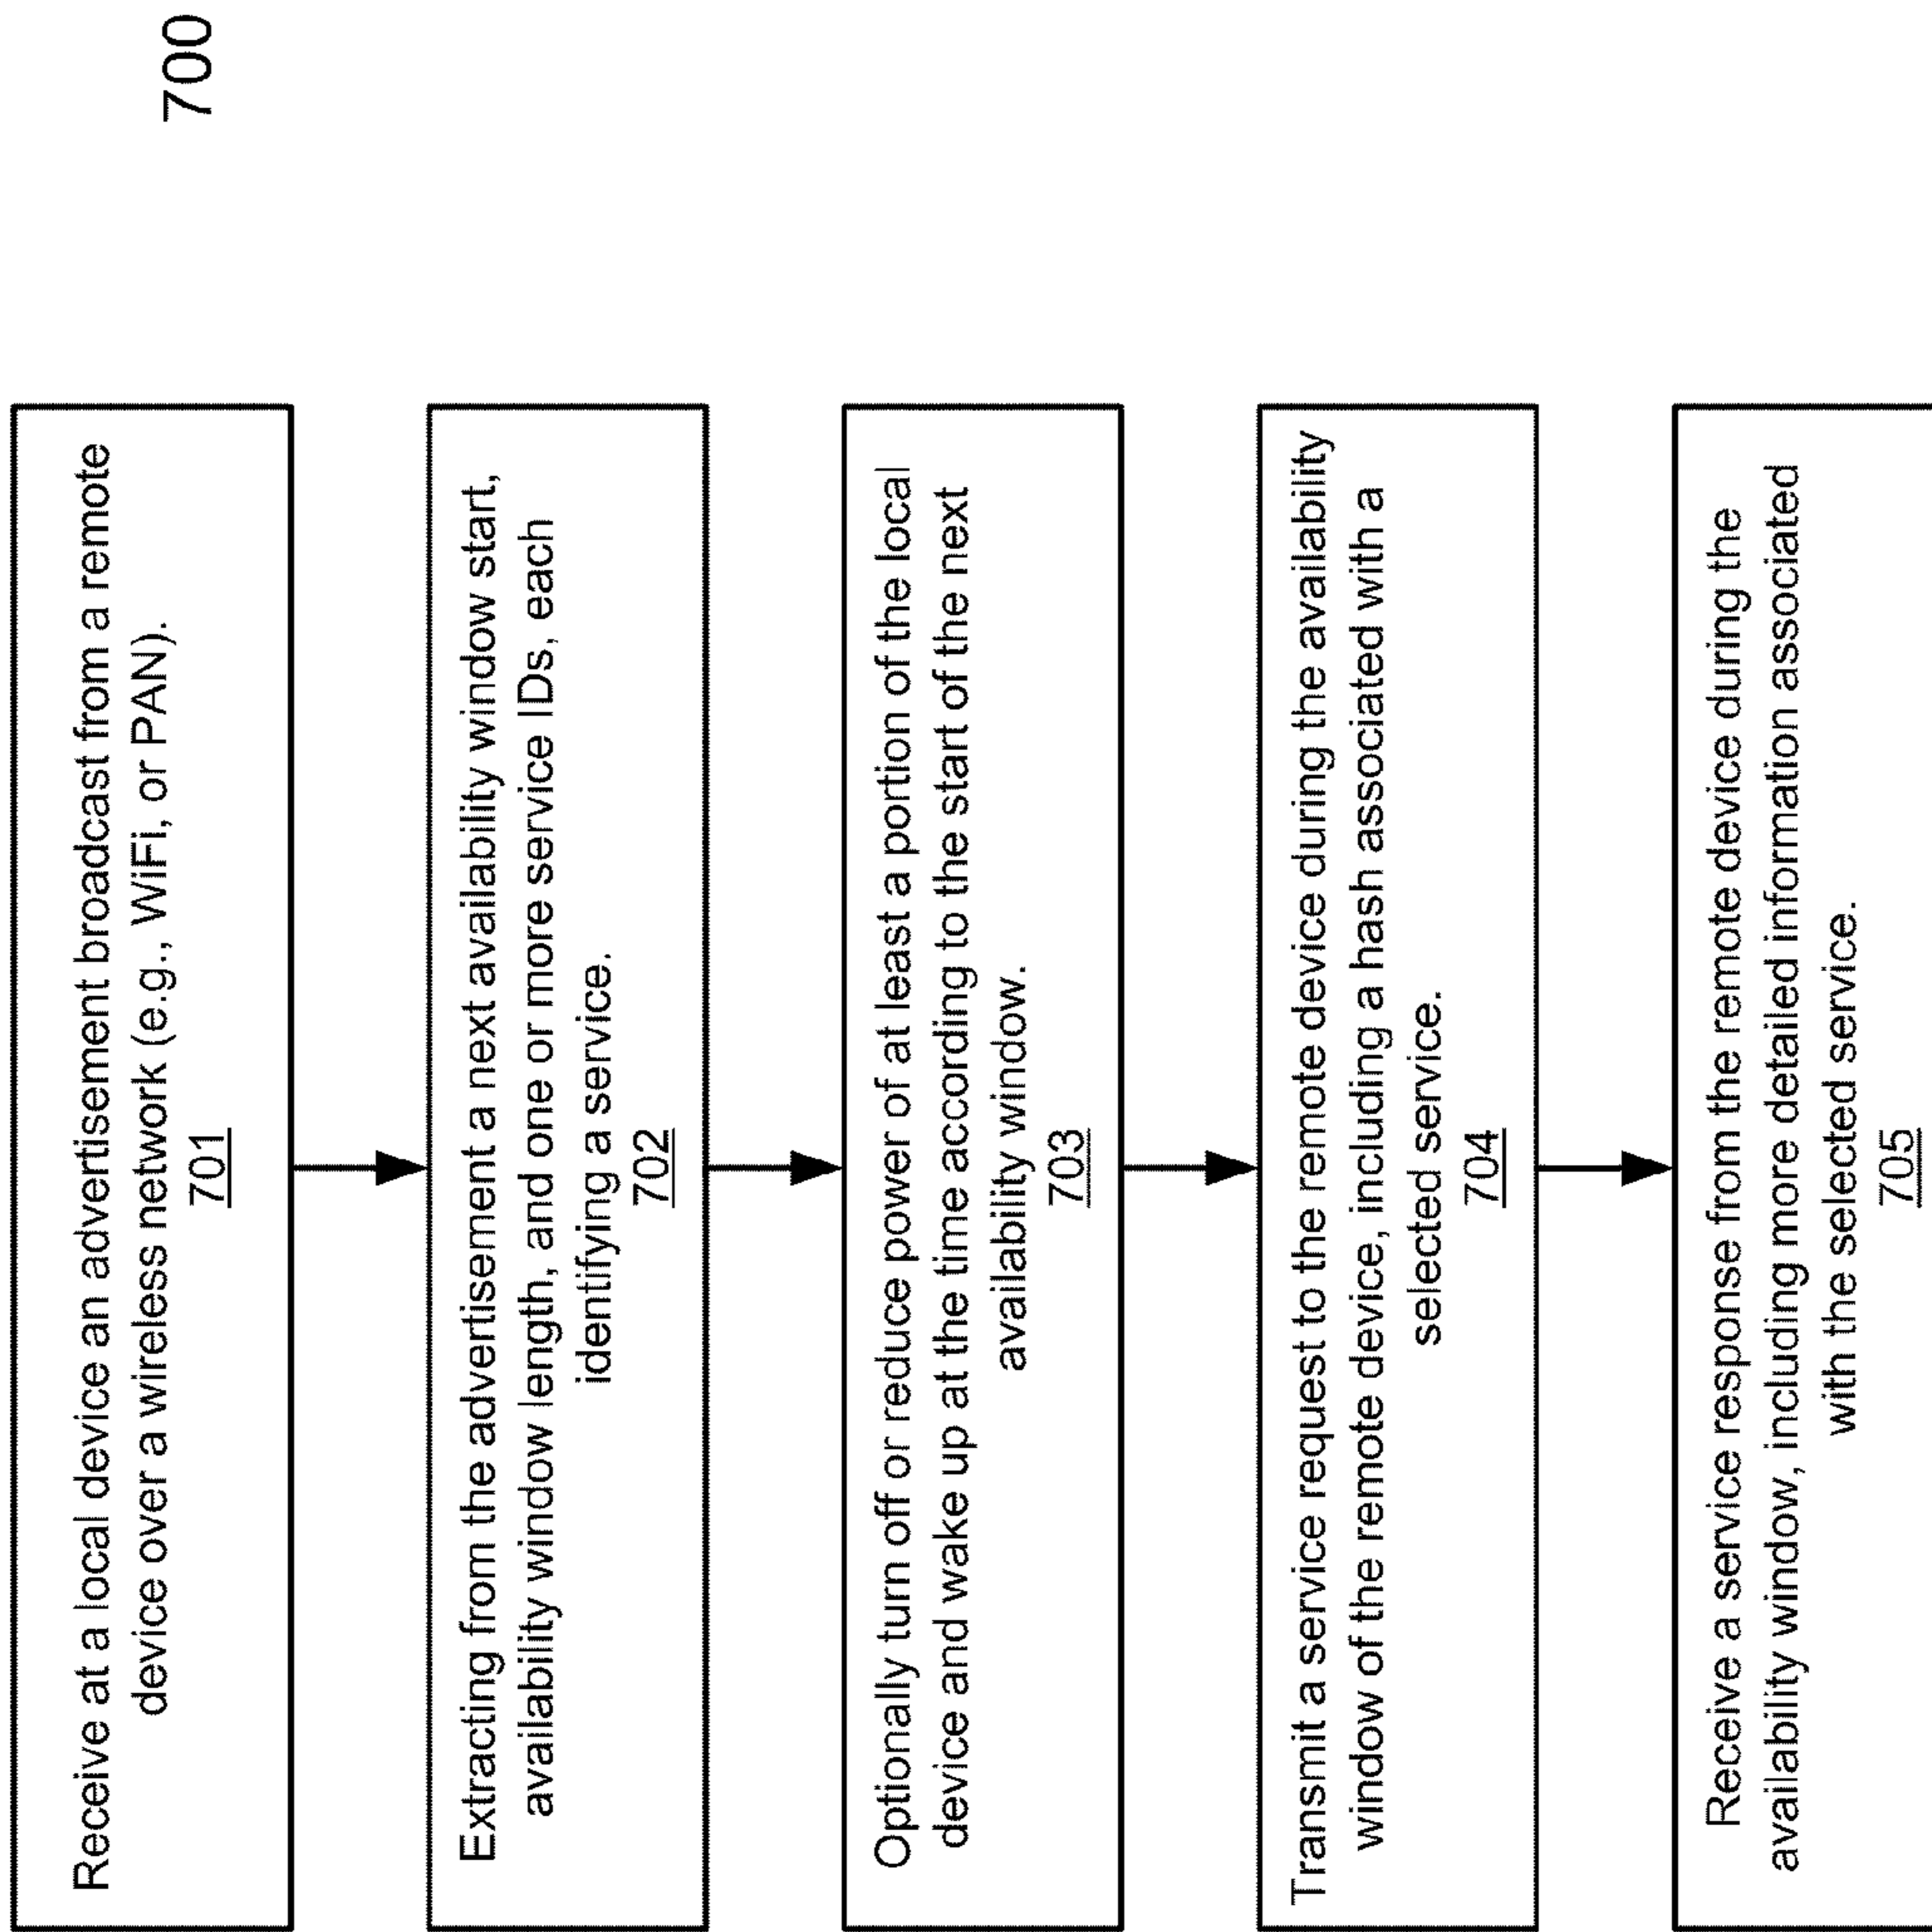 700
Receive at a local device an advertisement broadcast from a remote
device over a wireless network (e.g., WiFi, or PAN).
701
Extracting from the advertisement a next availability window start,
availability window length, and one or more service IDs, each
identifying a service.
702
Optionally turn off or reduce power of at least a portion of the local
device and wake up at the time according to the start of the next
availability window.
703
Transmit a service request to the remote device during the availability
window of the remote device, including a hash associated with a
selected service.
704
Receive a service response from the remote device during the
availability window, including more detailed information associated
with the selected service.
705